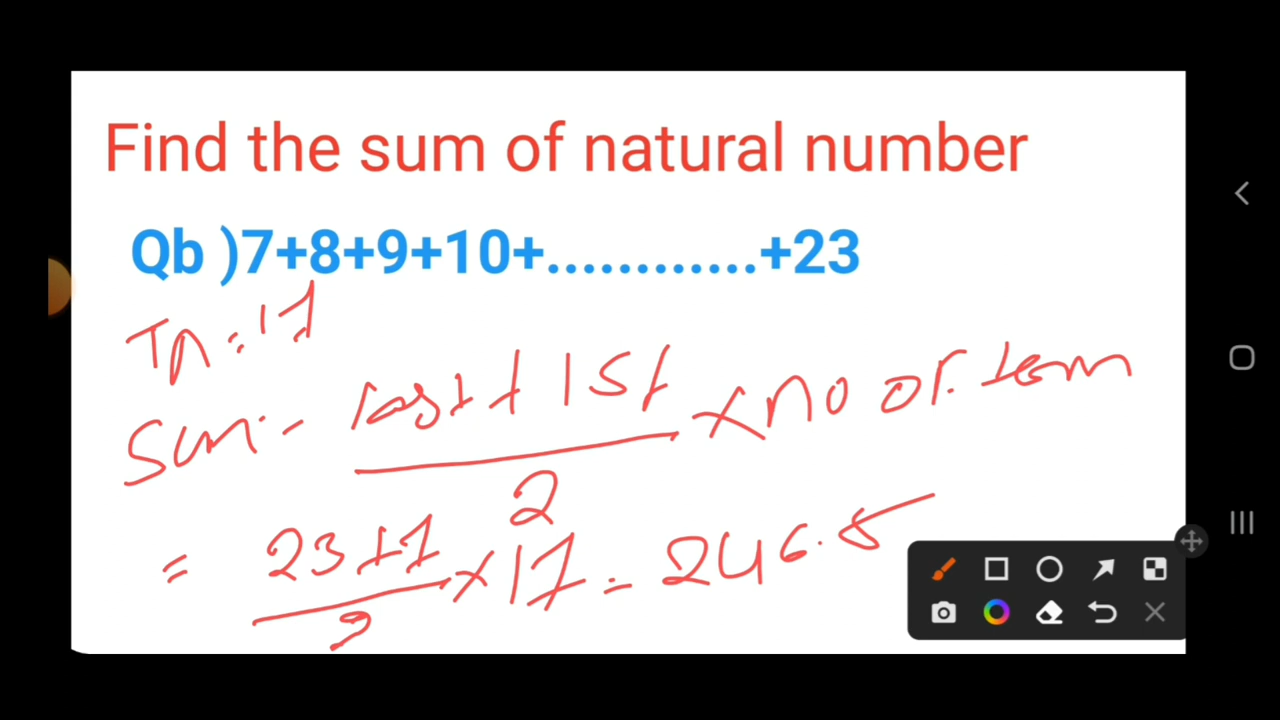 Find the sum of natural number
Qb )7+8+9+10+............+23
Tn = 17
Sum = last + 1st / 2 × no of term
= 23+7 / 2 × 17 = 246.5